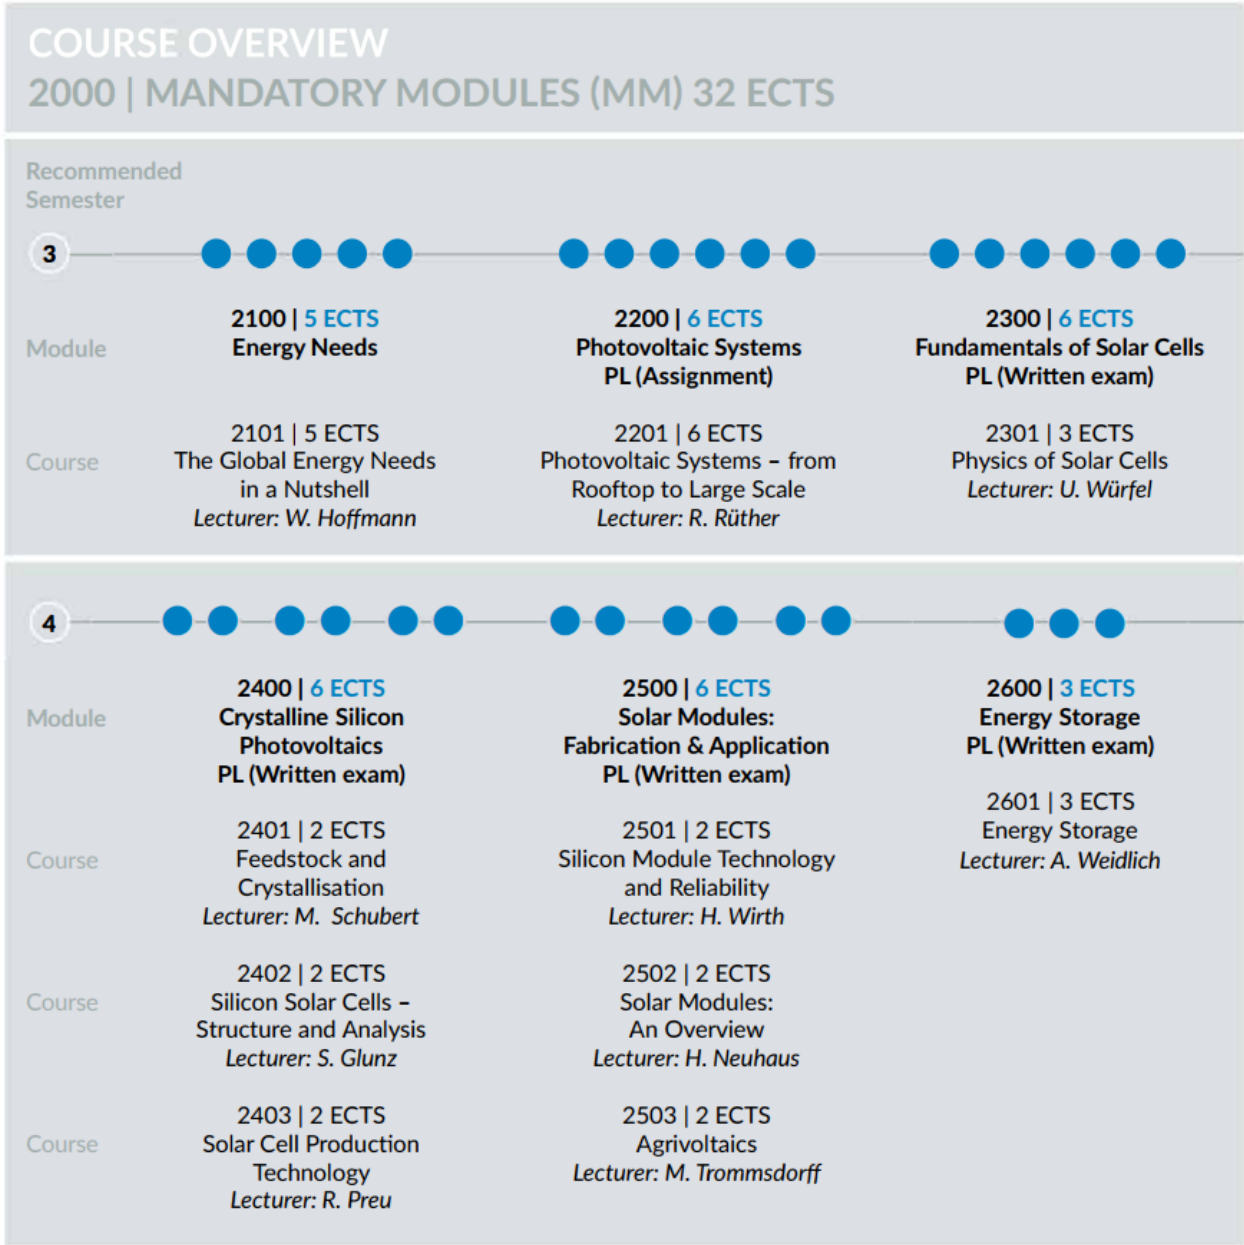 COURSE OVERVIEW
2000 | MANDATORY MODULES (MM) 32 ECTS
Recommended
Semester
3
Module
2100 | 5 ECTS
Energy Needs
2200 | 6 ECTS
Photovoltaic Systems
PL (Assignment)
2300 | 6 ECTS
Fundamentals of Solar Cells
PL (Written exam)
Course
2101 | 5 ECTS
The Global Energy Needs
in a Nutshell
Lecturer: W. Hoffmann
2201 | 6 ECTS
Photovoltaic Systems – from
Rooftop to Large Scale
Lecturer: R. Rüther
2301 | 3 ECTS
Physics of Solar Cells
Lecturer: U. Würfel
4
Module
2400 | 6 ECTS
Crystalline Silicon
Photovoltaics
PL (Written exam)
2500 | 6 ECTS
Solar Modules:
Fabrication & Application
PL (Written exam)
2600 | 3 ECTS
Energy Storage
PL (Written exam)
Course
2401 | 2 ECTS
Feedstock and
Crystallisation
Lecturer: M. Schubert
2501 | 2 ECTS
Silicon Module Technology
and Reliability
Lecturer: H. Wirth
2601 | 3 ECTS
Energy Storage
Lecturer: A. Weidlich
Course
2402 | 2 ECTS
Silicon Solar Cells –
Structure and Analysis
Lecturer: S. Glunz
2502 | 2 ECTS
Solar Modules:
An Overview
Lecturer: H. Neuhaus
Course
2403 | 2 ECTS
Solar Cell Production
Technology
Lecturer: R. Preu
2503 | 2 ECTS
Agrivoltaics
Lecturer: M. Trommsdorff